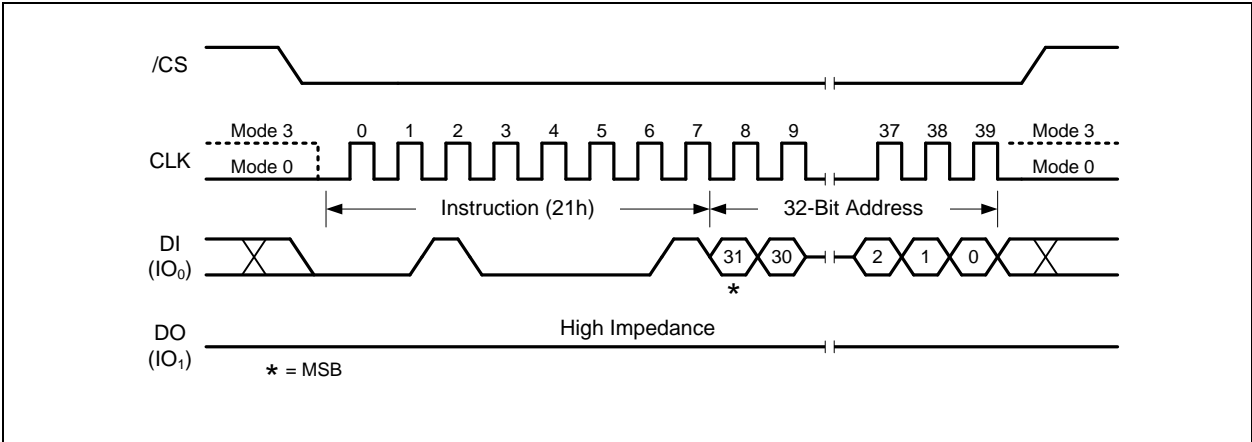 /CS
Mode 3 0 1 2 3 4 5 6 7 8 9 37 38 39 Mode 3
CLK
Mode 0 Mode 0
Instruction (21h) 32-Bit Address
DI
(IO₀)
31 30 2 1 0
*
High Impedance
DO
(IO₁)
* = MSB